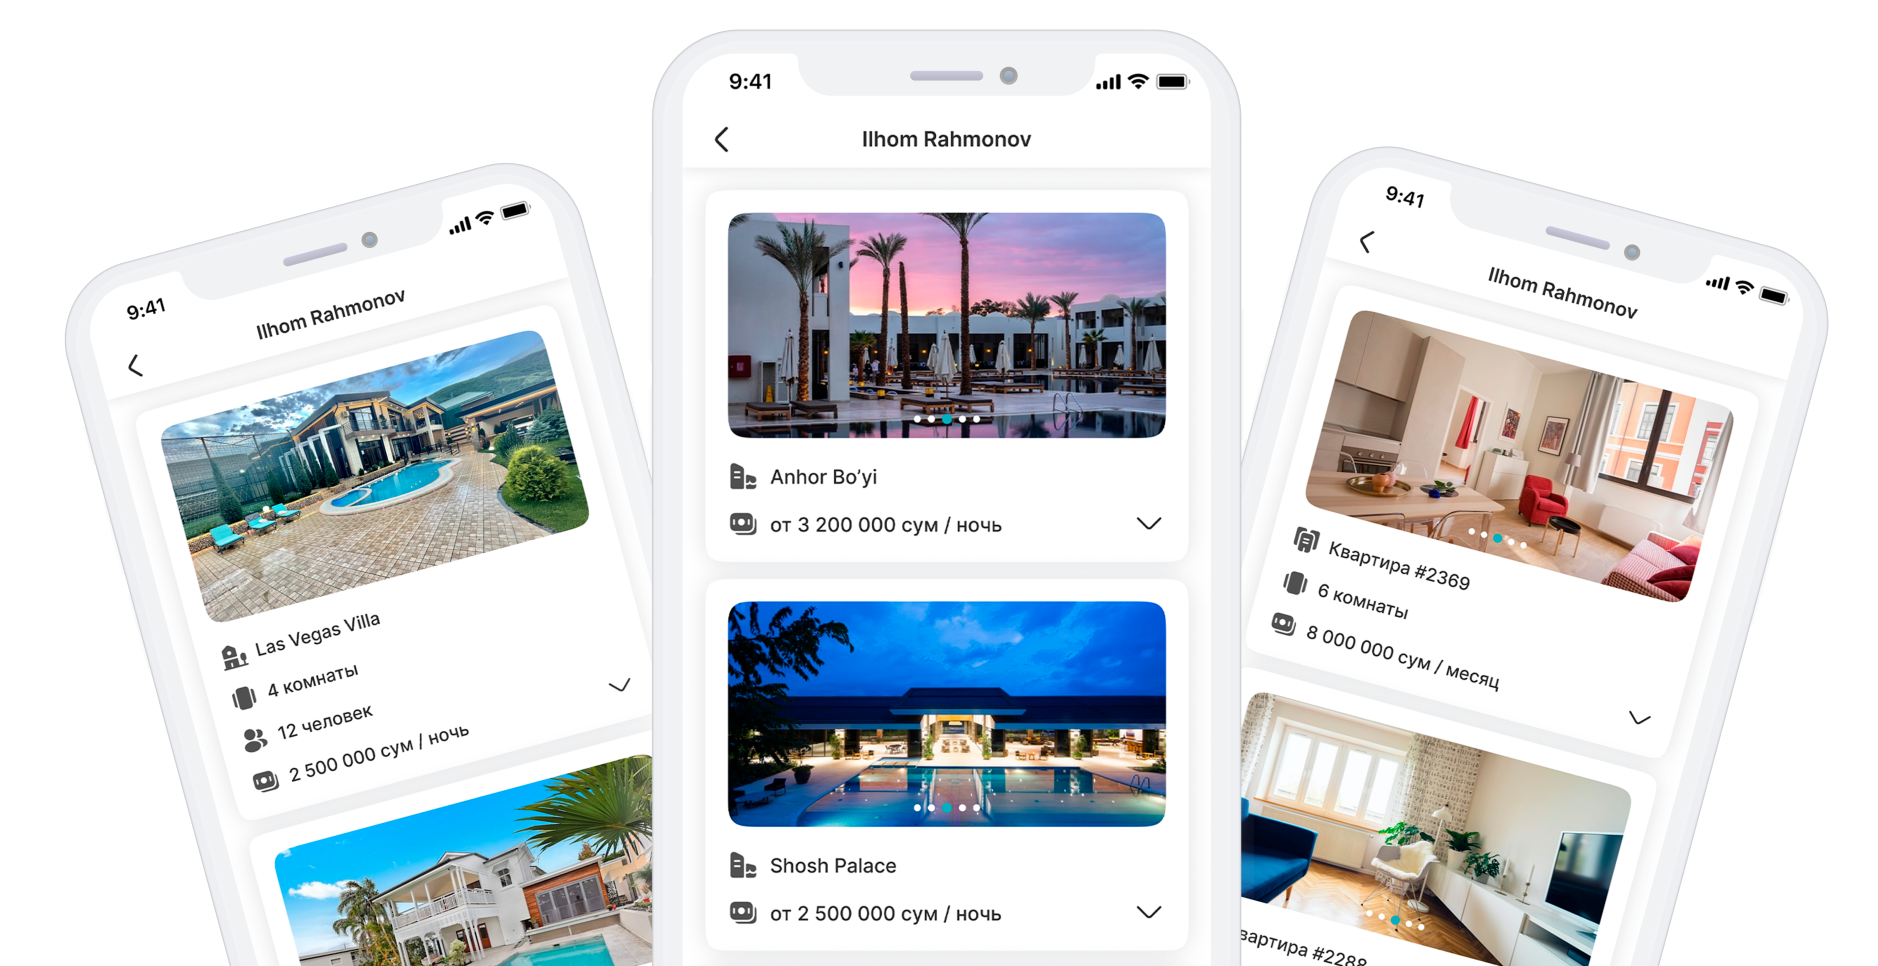 9:41
Ilhom Rahmonov
Las Vegas Villa
4 комнаты
12 человек
2 500 000 сум / ночь
9:41
Ilhom Rahmonov
Anhor Bo’yi
от 3 200 000 сум / ночь
Shosh Palace
от 2 500 000 сум / ночь
9:41
Ilhom Rahmonov
Квартира #2369
6 комнаты
8 000 000 сум / месяц
#2288